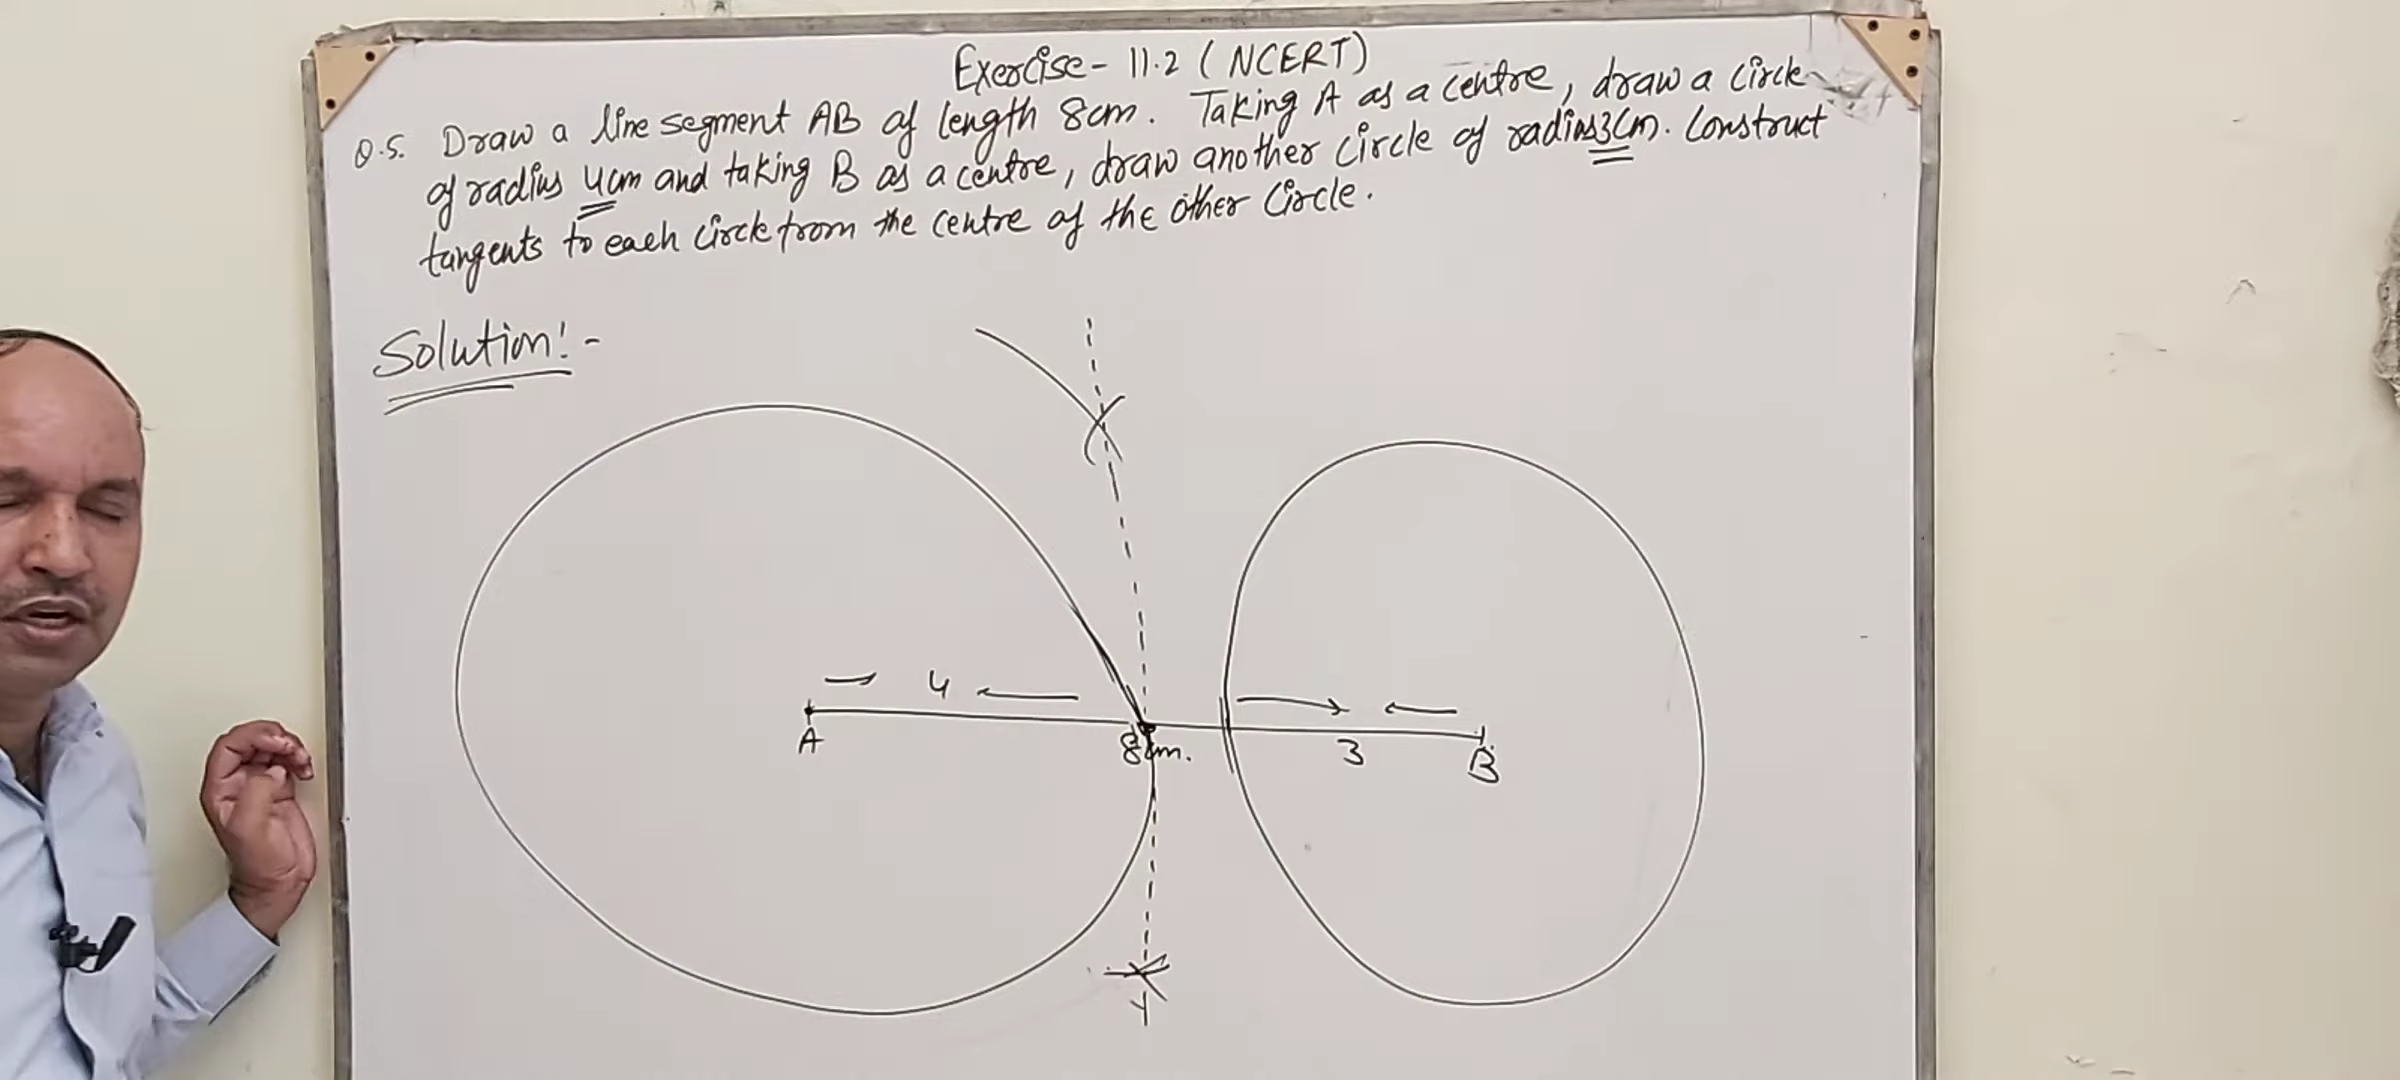 Exercise - 11.2 (NCERT)
Q.5. Draw a line segment AB of length 8cm. Taking A as a centre, draw a circle
of radius 4cm and taking B as a centre, draw another circle of radius 3cm. Construct
tangents to each circle from the centre of the other circle.
Solution:-
4
A
8cm.
3
B
Y